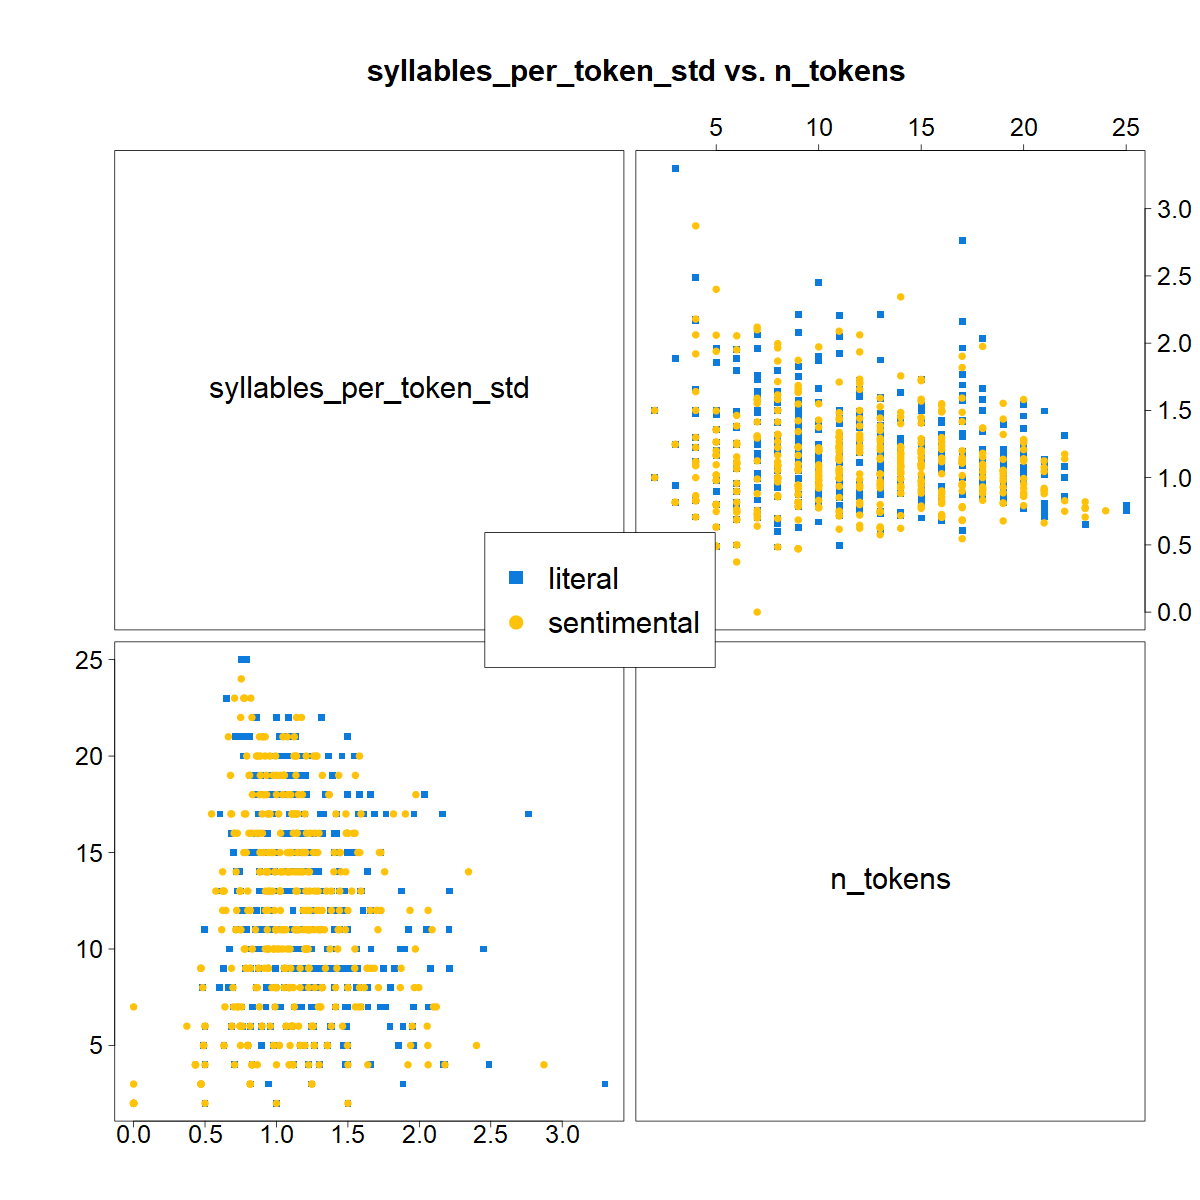 syllables_per_token_std vs. n_tokens
5 10 15 20 25
3.0
2.5
2.0
syllables_per_token_std
1.5
1.0
0.5
literal
0.0
sentimental
25
20
15
n_tokens
10
5
0.0 0.5 1.0 1.5 2.0 2.5 3.0